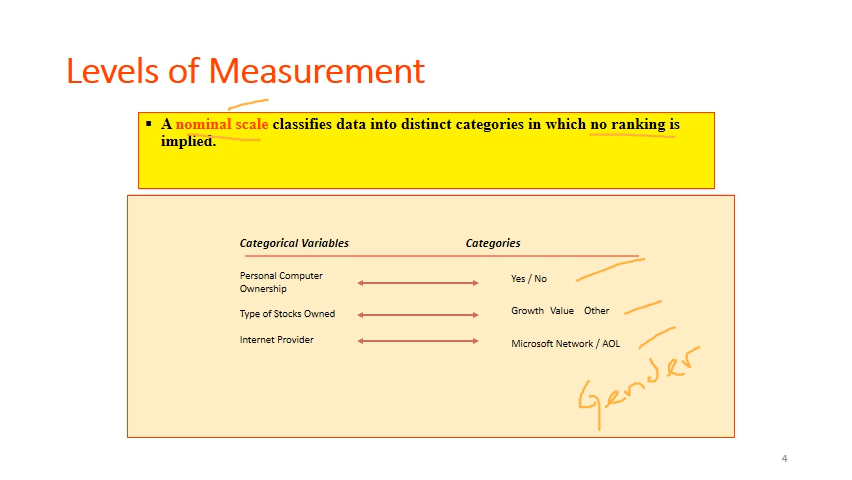 Levels of Measurement
▪ A nominal scale classifies data into distinct categories in which no ranking is
implied.
Categorical Variables Categories
Personal Computer
Ownership
Yes / No
Type of Stocks Owned Growth Value Other
Internet Provider Microsoft Network / AOL
Gender
4